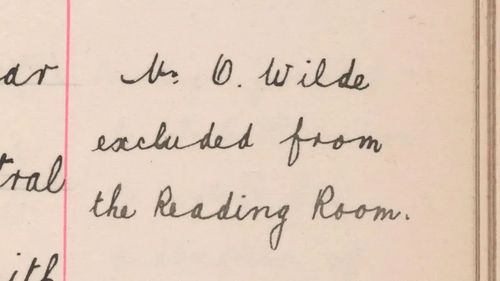 ar Mr. O. Wilde
excluded from
tral the Reading Room.
ith